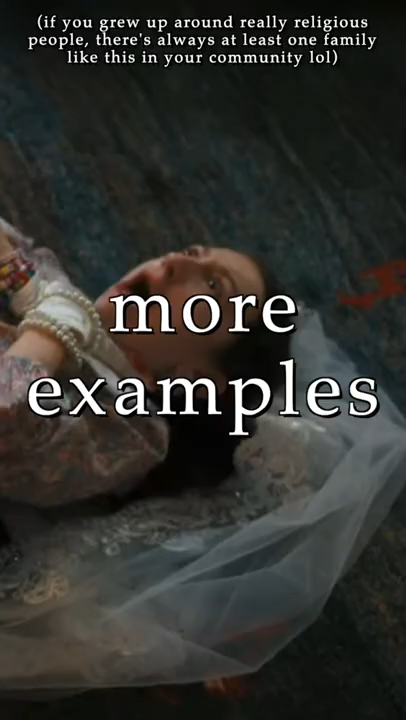 (if you grew up around really religious
people, there's always at least one family
like this in your community lol)
more
examples